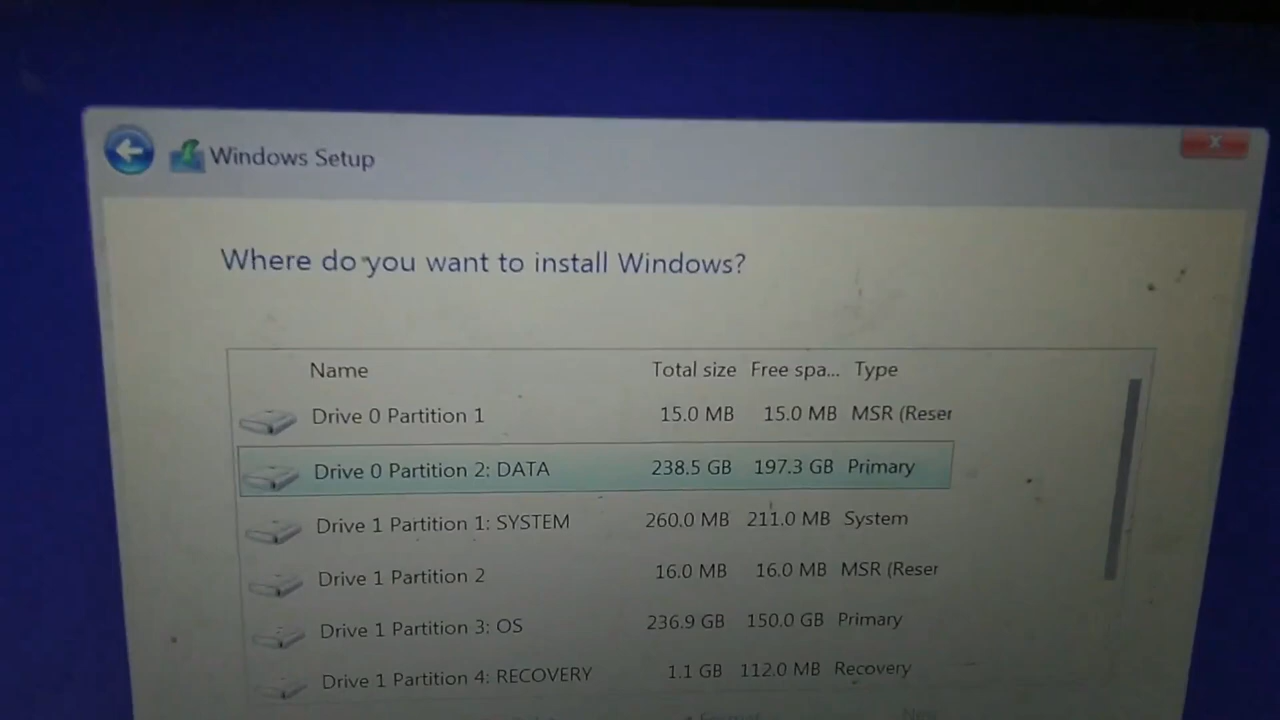 Windows Setup
Where do you want to install Windows?
Name Total size Free spa... Type
Drive 0 Partition 1 15.0 MB 15.0 MB MSR (Reser
Drive 0 Partition 2: DATA 238.5 GB 197.3 GB Primary
Drive 1 Partition 1: SYSTEM 260.0 MB 211.0 MB System
Drive 1 Partition 2 16.0 MB 16.0 MB MSR (Reser
Drive 1 Partition 3: OS 236.9 GB 150.0 GB Primary
Drive 1 Partition 4: RECOVERY 1.1 GB 112.0 MB Recovery
Format New